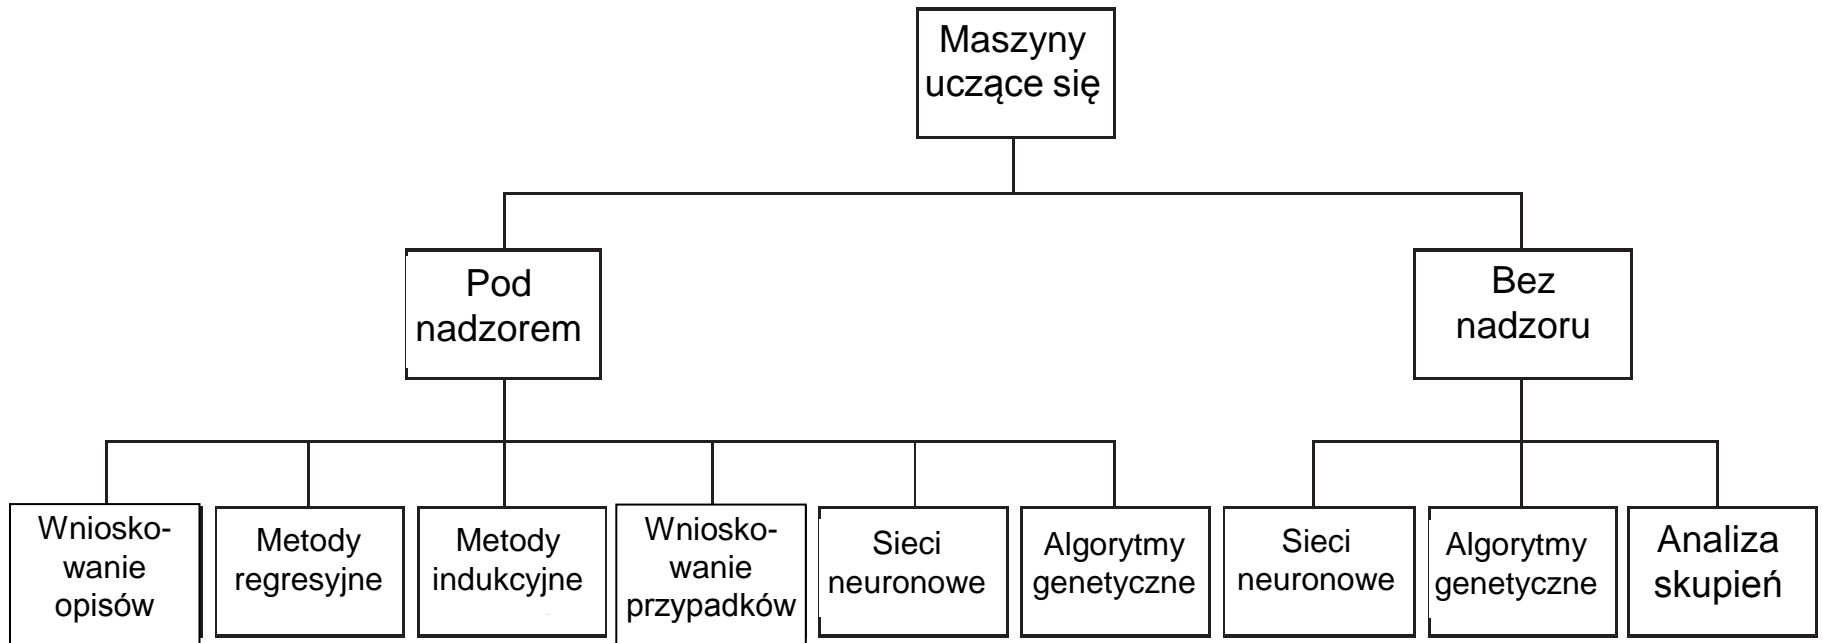 Maszyny
uczące się
Pod
nadzorem
Bez
nadzoru
Wniosko-
wanie
opisów
Metody
regresyjne
Metody
indukcyjne
Wniosko-
wanie
przypadków
Sieci
neuronowe
Algorytmy
genetyczne
Sieci
neuronowe
Algorytmy
genetyczne
Analiza
skupień